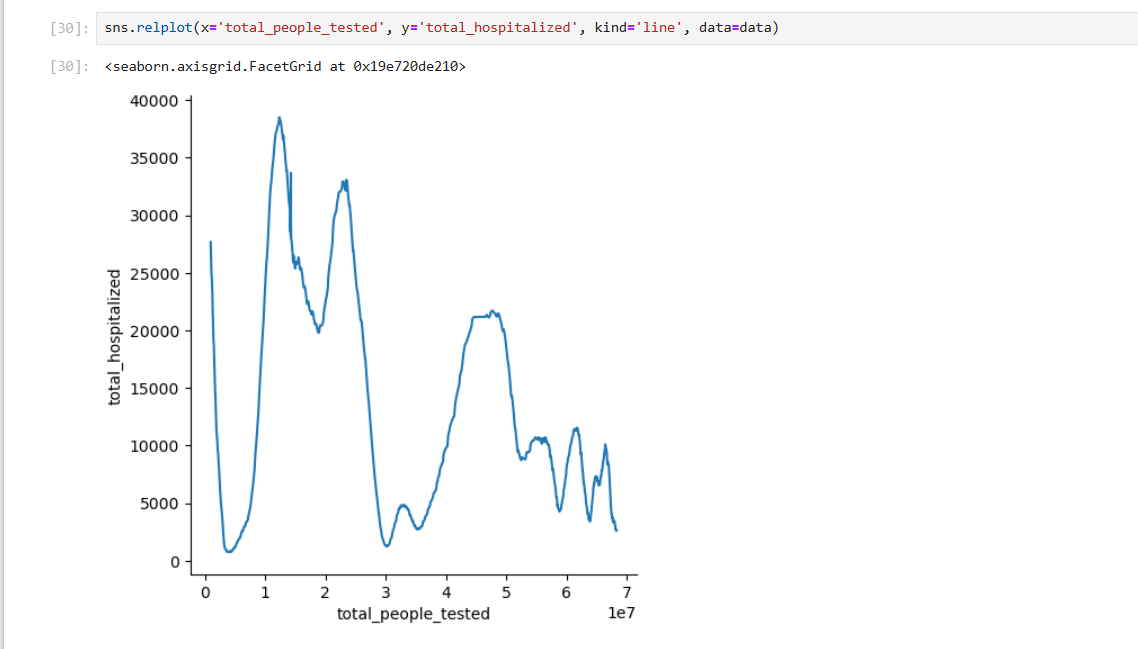 [30]: sns.relplot(x='total_people_tested', y='total_hospitalized', kind='line', data=data)
[30]: <seaborn.axisgrid.FacetGrid at 0x19e720de210>
40000
35000
30000
25000
20000
15000
10000
5000
0
total_hospitalized
0 1 2 3 4 5 6 7
total_people_tested
1e7